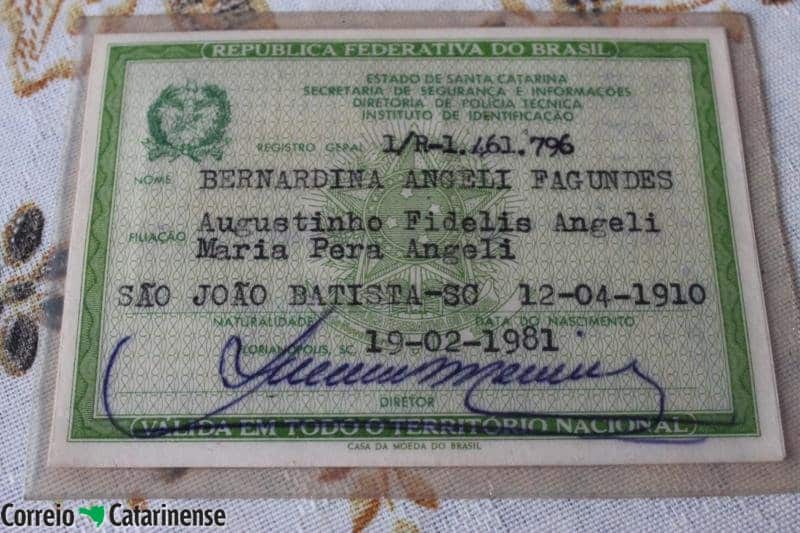 REPÚBLICA FEDERATIVA DO BRASIL
ESTADO DE SANTA CATARINA
SECRETARIA DE SEGURANÇA E INFORMAÇÕES
DIRETORIA DE POLÍCIA TÉCNICA
INSTITUTO DE IDENTIFICAÇÃO
REGISTRO GERAL 1/R-1.461.796
NOME BERNARDINA ANGELI FAGUNDES
FILIAÇÃO Augustinho Fidelis Angeli
Maria Pera Angeli
SÃO JOÃO BATISTA-SC 12-04-1910
NATURALIDADE DATA DO NASCIMENTO
FLORIANÓPOLIS, SC, 19-02-1981
DIRETOR
VÁLIDA EM TODO O TERRITÓRIO NACIONAL
CASA DA MOEDA DO BRASIL
Correio Catarinense